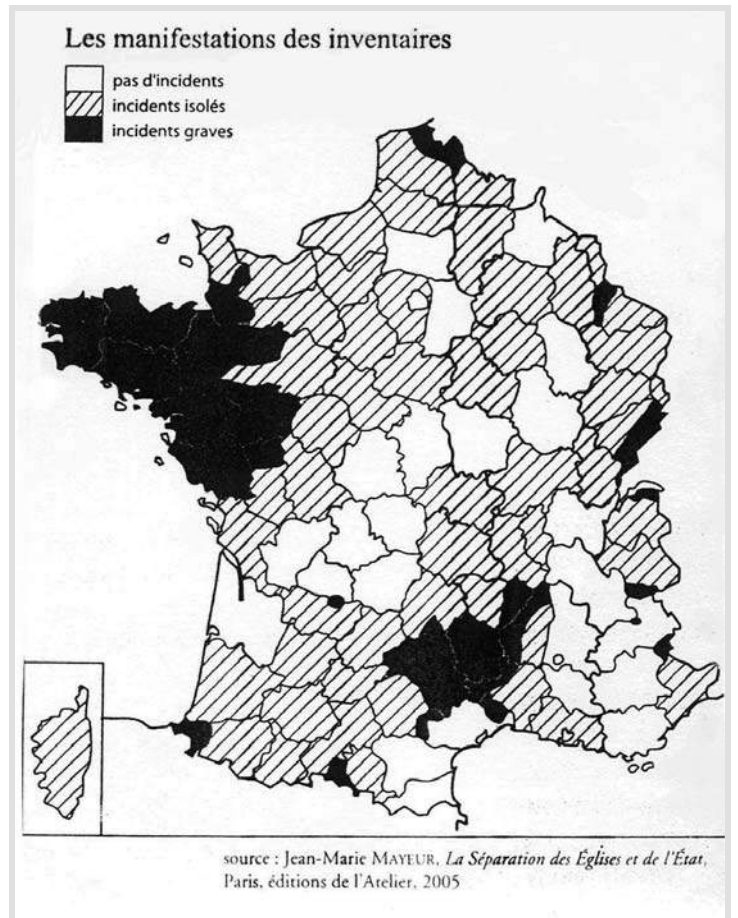 Les manifestations des inventaires
pas d'incidents
incidents isolés
incidents graves
source : Jean-Marie MAYEUR, La Séparation des Églises et de l'État,
Paris, éditions de l'Atelier, 2005